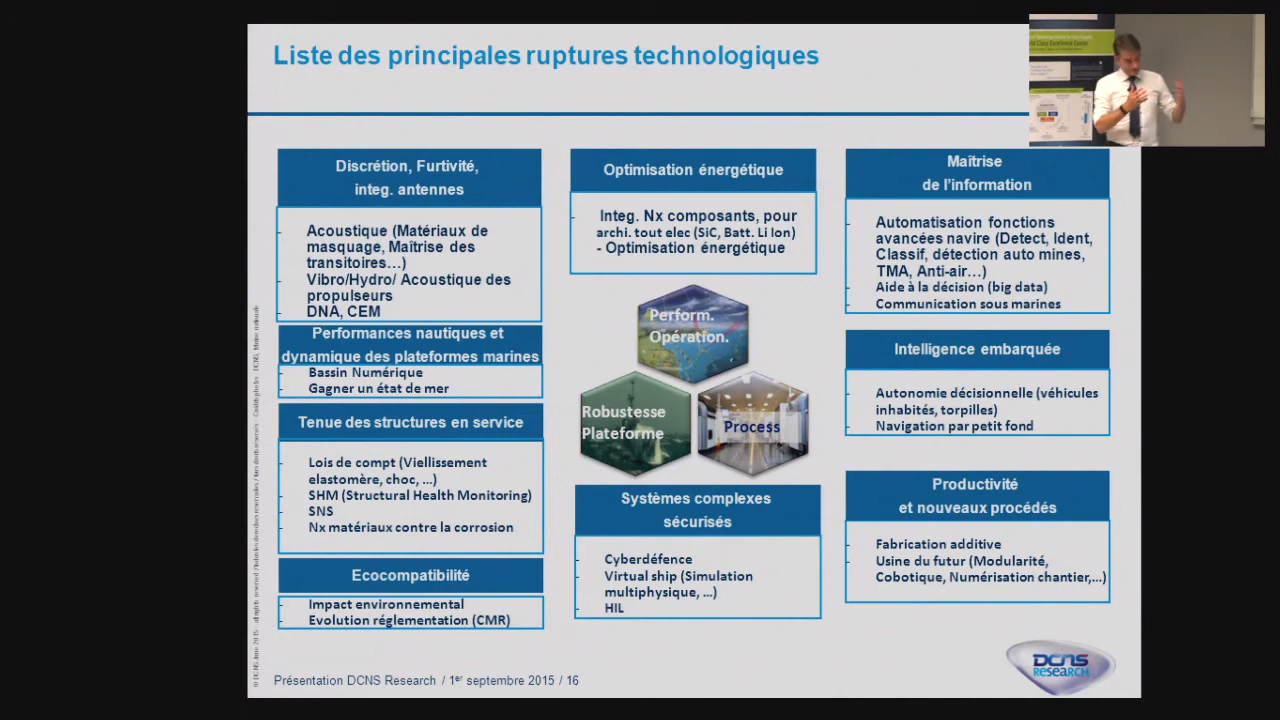 Liste des principales ruptures technologiques
Discrétion, Furtivité,
integ. antennes
Acoustique (Matériaux de
masquage, Maîtrise des
transitoires…)
Vibro/Hydro/ Acoustique des
propulseurs
DNA, CEM
Performances nautiques et
dynamique des plateformes marines
Bassin Numérique
Gagner un état de mer
Tenue des structures en service
Lois de compt (Viellissement
elastomère, choc, ...)
SHM (Structural Health Monitoring)
SNS
Nx matériaux contre la corrosion
Ecocompatibilité
Impact environnemental
Evolution réglementation (CMR)
Optimisation énergétique
Integ. Nx composants, pour
archi. tout elec (SiC, Batt. Li Ion)
- Optimisation énergétique
Perform.
Opération.
Robustesse
Plateforme
Process
Systèmes complexes
sécurisés
Cyberdéfence
Virtual ship (Simulation
multiphysique, ...)
HIL
Maîtrise
de l'information
Automatisation fonctions
avancées navire (Detect, Ident,
Classif, détection auto mines,
TMA, Anti-air…)
Aide à la décision (big data)
Communication sous marines
Intelligence embarquée
Autonomie décisionnelle (véhicules
inhabités, torpilles)
Navigation par petit fond
Productivité
et nouveaux procédés
Fabrication additive
Usine du futur (Modularité,
Cobotique, Numérisation chantier,...)
DCNS
RESEARCH
Présentation DCNS Research / 1er septembre 2015 / 16